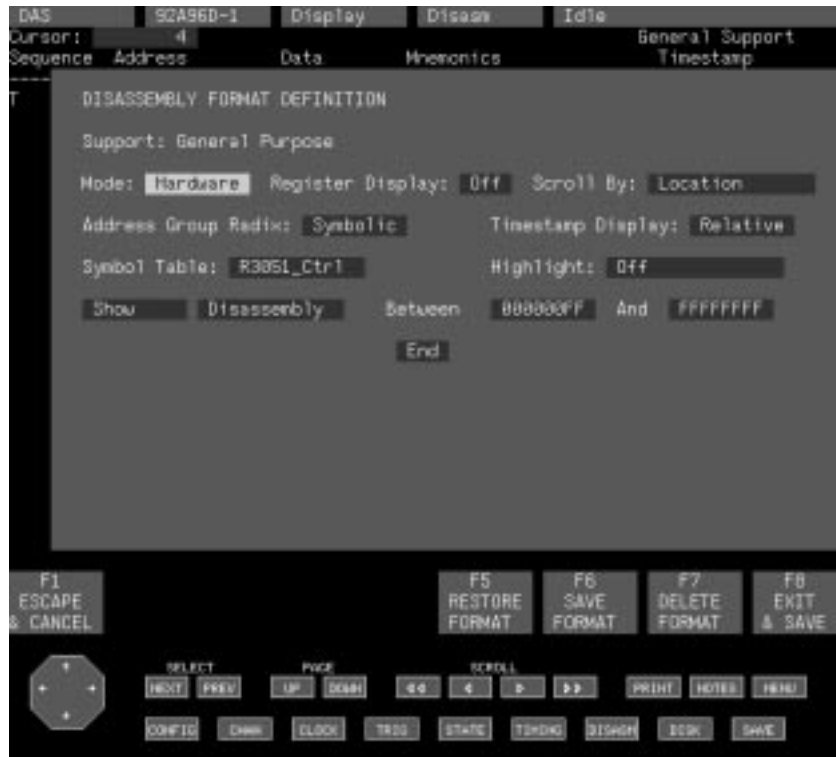 DAS 92A96D-1 Display Disasm Idle
Cursor: 4 General Support
Sequence Address Data Mnemonics Timestamp
T
DISASSEMBLY FORMAT DEFINITION
Support: General Purpose
Mode: Hardware Register Display: Off Scroll By: Location
Address Group Radix: Symbolic Timestamp Display: Relative
Symbol Table: R3051_Ctrl Highlight: Off
Show Disassembly Between 000000FF And FFFFFFFF
End
F1 F5 F6 F7 F8
ESCAPE RESTORE SAVE DELETE EXIT
& CANCEL FORMAT FORMAT FORMAT & SAVE
SELECT PAGE SCROLL
NEXT PREV UP DOWN PRINT NOTES MENU
CONFIG CHAN CLOCK TRIG STATE TIMING DISASM DISK SAVE